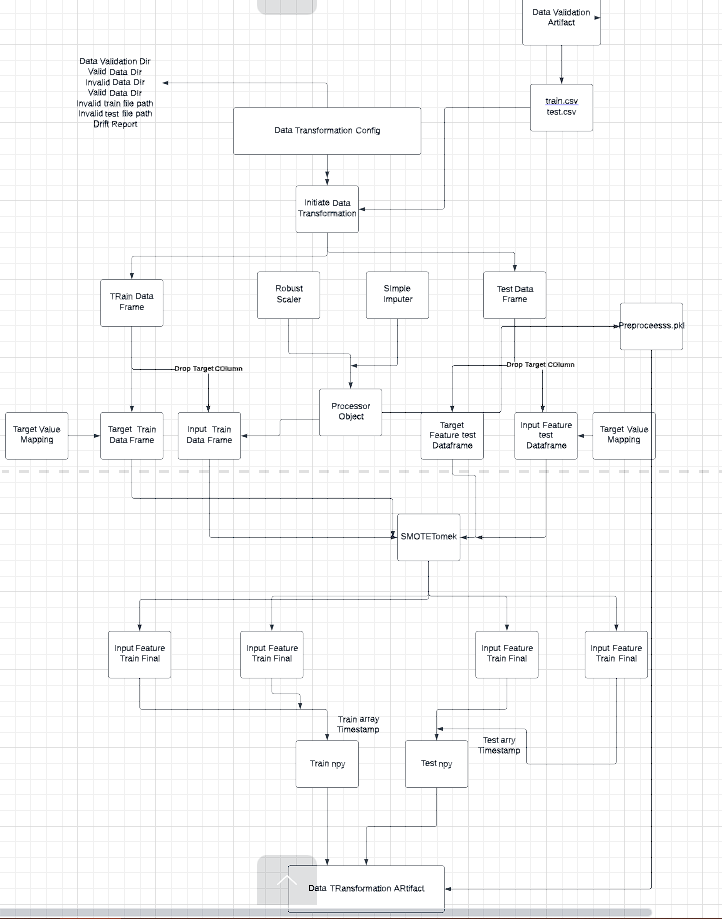 Data Validation
Artifact
Data Validation Dir
Valid Data DIr
Invalid Data DIr
Valid Data DIr
Invalid train file path
Invalid test file path
Drift Report
train.csv
test.csv
Data Transformation Config
Initiate Data
Transformation
TRain Data
Frame
Robust
Scaler
SImple
Imputer
Test Data
Frame
Preproceesss.pkl
Drop Target COlumn
Drop Target COlumn
Processor
Object
Target Value
Mapping
Target Train
Data Frame
Input Train
Data Frame
Target
Feature test
Dataframe
Input Feature
test
Dataframe
Target Value
Mapping
SMOTETomek
Input Feature
Train Final
Input Feature
Train Final
Input Feature
Train Final
Input Feature
Train Final
Train array
Timestamp
Test arry
Timestamp
Train npy
Test npy
Data TRansformation ARtifact